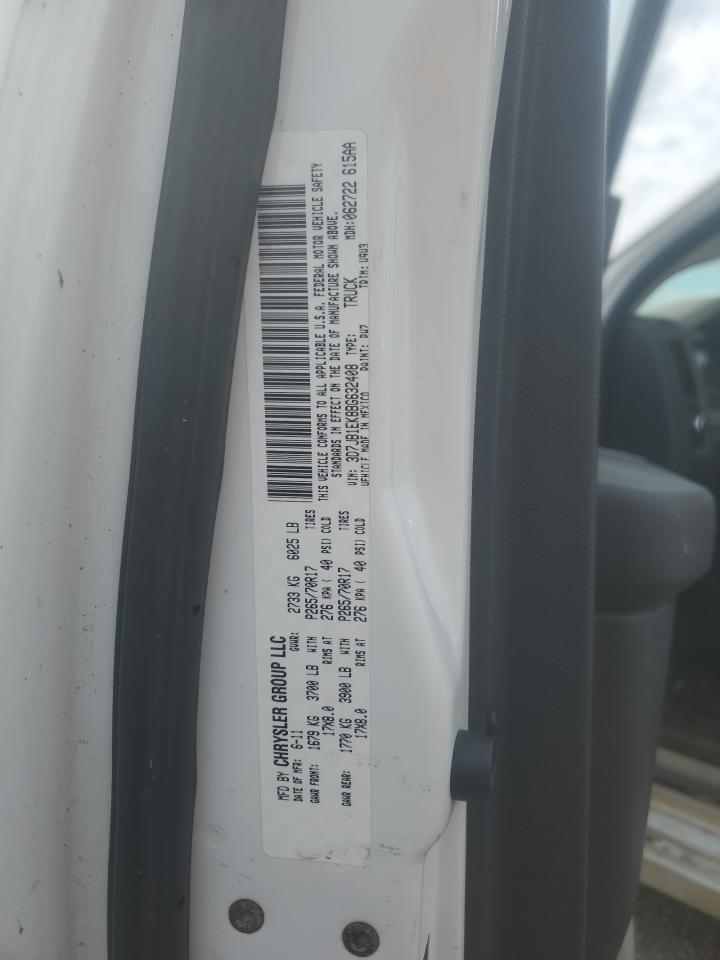 MFD BY CHRYSLER GROUP LLC
DATE OF MFR: 6-11 GVWR: 2733 KG 6025 LB
GAWR FRONT: 1679 KG 3700 LB WITH P265/70R17 TIRES
17X8.0 RIMS AT 276 KPA ( 40 PSI) COLD
GAWR REAR: 1770 KG 3900 LB WITH P265/70R17 TIRES
17X8.0 RIMS AT 276 KPA ( 40 PSI) COLD
THIS VEHICLE CONFORMS TO ALL APPLICABLE U.S.A. FEDERAL MOTOR VEHICLE SAFETY
STANDARDS IN EFFECT ON THE DATE OF MANUFACTURE SHOWN ABOVE.
VIN: 3D7JB1EK8BG632408 TYPE: TRUCK MDH: 062722 615AA
VEHICLE MADE IN MEXICO PAINT: PW7 TRIM: V9U3